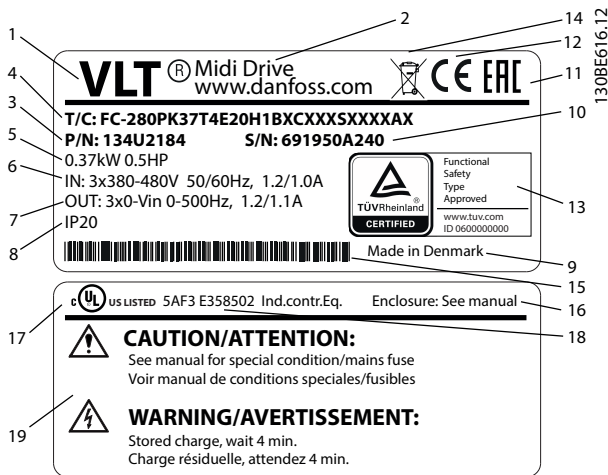 2
14
12
130BE616.12
1
VLT ® Midi Drive
www.danfoss.com
CE EAC
11
4
T/C: FC-280PK37T4E20H1BXCXXXSXXXXAX
3
P/N: 134U2184 S/N: 691950A240
10
5
0.37kW 0.5HP
6
IN: 3x380-480V 50/60Hz, 1.2/1.0A
7
OUT: 3x0-Vin 0-500Hz, 1.2/1.1A
8
IP20
TÜVRheinland ®
CERTIFIED
Functional
Safety
Type
Approved
www.tuv.com
ID 0600000000
13
Made in Denmark
9
15
17
c UL US LISTED 5AF3 E358502 Ind.contr.Eq. Enclosure: See manual
16
18
CAUTION/ATTENTION:
See manual for special condition/mains fuse
Voir manual de conditions speciales/fusibles
19
WARNING/AVERTISSEMENT:
Stored charge, wait 4 min.
Charge résiduelle, attendez 4 min.